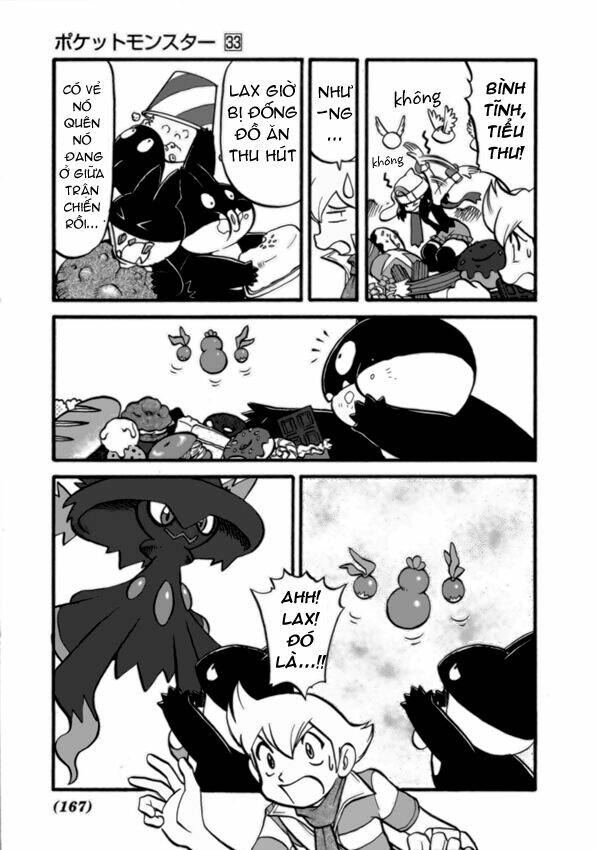 ポケットモンスター 33
BÌNH
TĨNH,
TIỂU
THƯ!
không
không
NHƯ
-NG
...
LAX GIỜ
BỊ ĐỐNG
ĐỒ ĂN
THU HÚT
CÓ VẺ
NÓ
QUÊN NÓ
ĐANG
Ở GIỮA
TRẬN
CHIẾN
RỒI...
AHH!
LAX!
ĐÓ
LÀ...!!
(167)